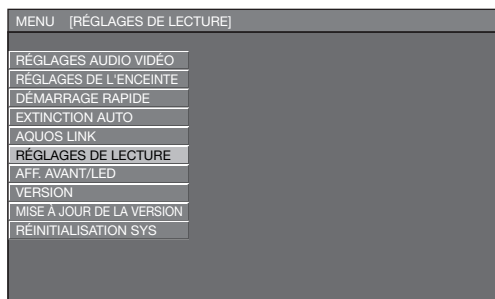 MENU [RÉGLAGES DE LECTURE]
RÉGLAGES AUDIO VIDÉO
RÉGLAGES DE L'ENCEINTE
DÉMARRAGE RAPIDE
EXTINCTION AUTO
AQUOS LINK
RÉGLAGES DE LECTURE
AFF. AVANT/LED
VERSION
MISE À JOUR DE LA VERSION
RÉINITIALISATION SYS